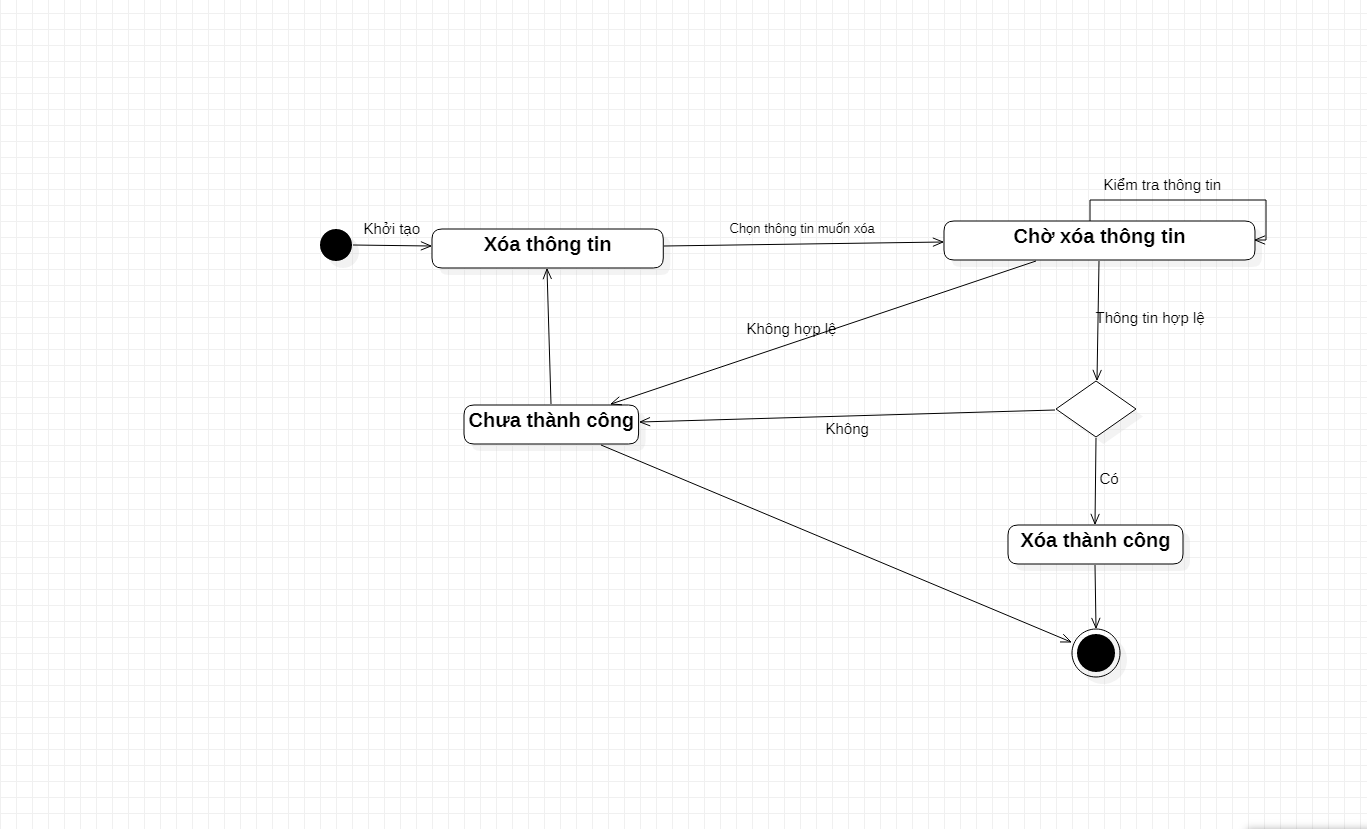 Kiểm tra thông tin
Khởi tạo
Xóa thông tin
Chọn thông tin muốn xóa
Chờ xóa thông tin
Không hợp lệ
Thông tin hợp lệ
Chưa thành công
Không
Có
Xóa thành công